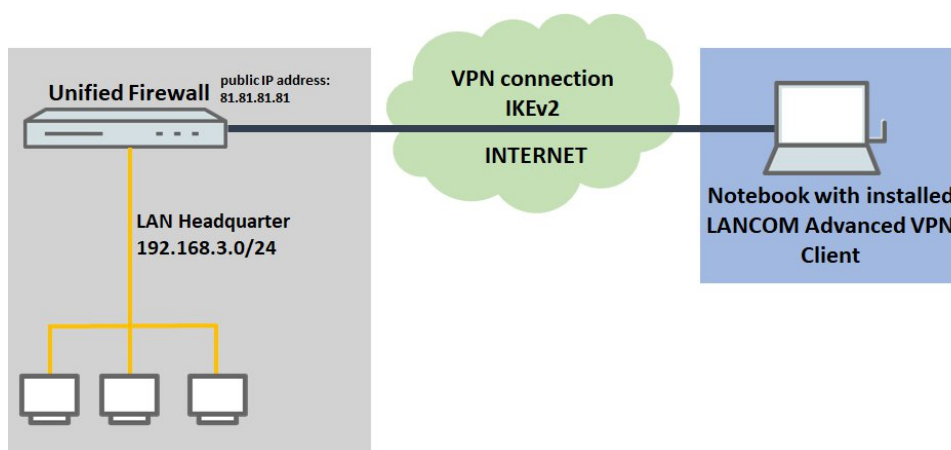 Unified Firewall
public IP address:
81.81.81.81
VPN connection
IKEv2
INTERNET
LAN Headquarter
192.168.3.0/24
Notebook with installed
LANCOM Advanced VPN
Client